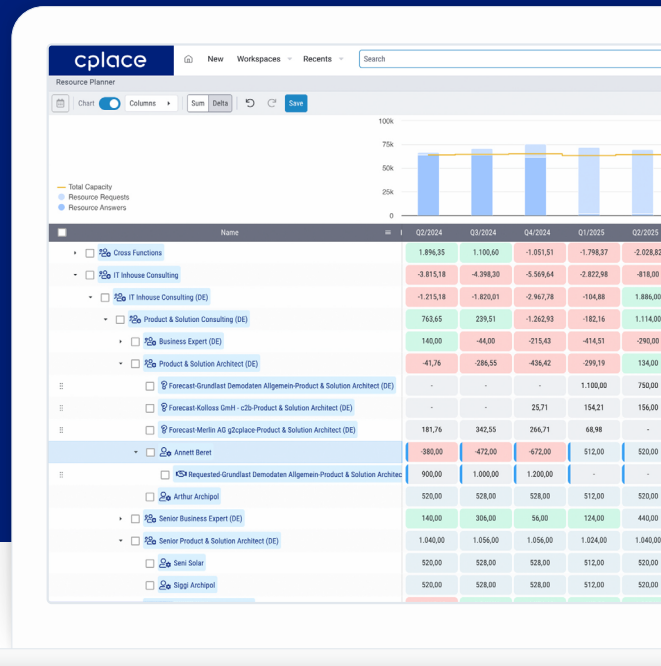 cplace New Workspaces Recents Search
Resource Planner
Chart Columns Sum Delta Save
100k
75k
50k
25k
0
Total Capacity
Resource Requests
Resource Answers
Name Q2/2024 Q3/2024 Q4/2024 Q1/2025 Q2/2025
Cross Functions 1.896,35 1.100,60 -1.051,51 -1.798,37 -2.028,82
IT Inhouse Consulting -3.815,18 -4.398,30 -5.569,64 -2.822,98 -818,00
IT Inhouse Consulting (DE) -1.215,18 -1.820,01 -2.967,78 -104,88 1.886,00
Product & Solution Consulting (DE) 763,65 239,51 -1.262,93 -182,16 1.114,00
Business Expert (DE) 140,00 -44,00 -215,43 -414,51 -290,00
Product & Solution Architect (DE) -41,76 -286,55 -436,42 -299,19 134,00
Forecast-Grundlast Demodaten Allgemein-Product & Solution Architect (DE) - - - 1.100,00 750,00
Forecast-Kolloss GmH - c2b-Product & Solution Architect (DE) - - 25,71 154,21 156,00
Forecast-Merlin AG g2cplace-Product & Solution Architect (DE) 181,76 342,55 266,71 68,98 -
Annett Beret -380,00 -472,00 -672,00 512,00 520,00
Requested-Grundlast Demodaten Allgemein-Product & Solution Architec 900,00 1.000,00 1.200,00 - -
Arthur Archipol 520,00 528,00 528,00 512,00 520,00
Senior Business Expert (DE) 140,00 306,00 56,00 124,00 440,00
Senior Product & Solution Architect (DE) 1.040,00 1.056,00 1.056,00 1.024,00 1.040,00
Seni Solar 520,00 528,00 528,00 512,00 520,00
Siggi Archipol 520,00 528,00 528,00 512,00 520,00